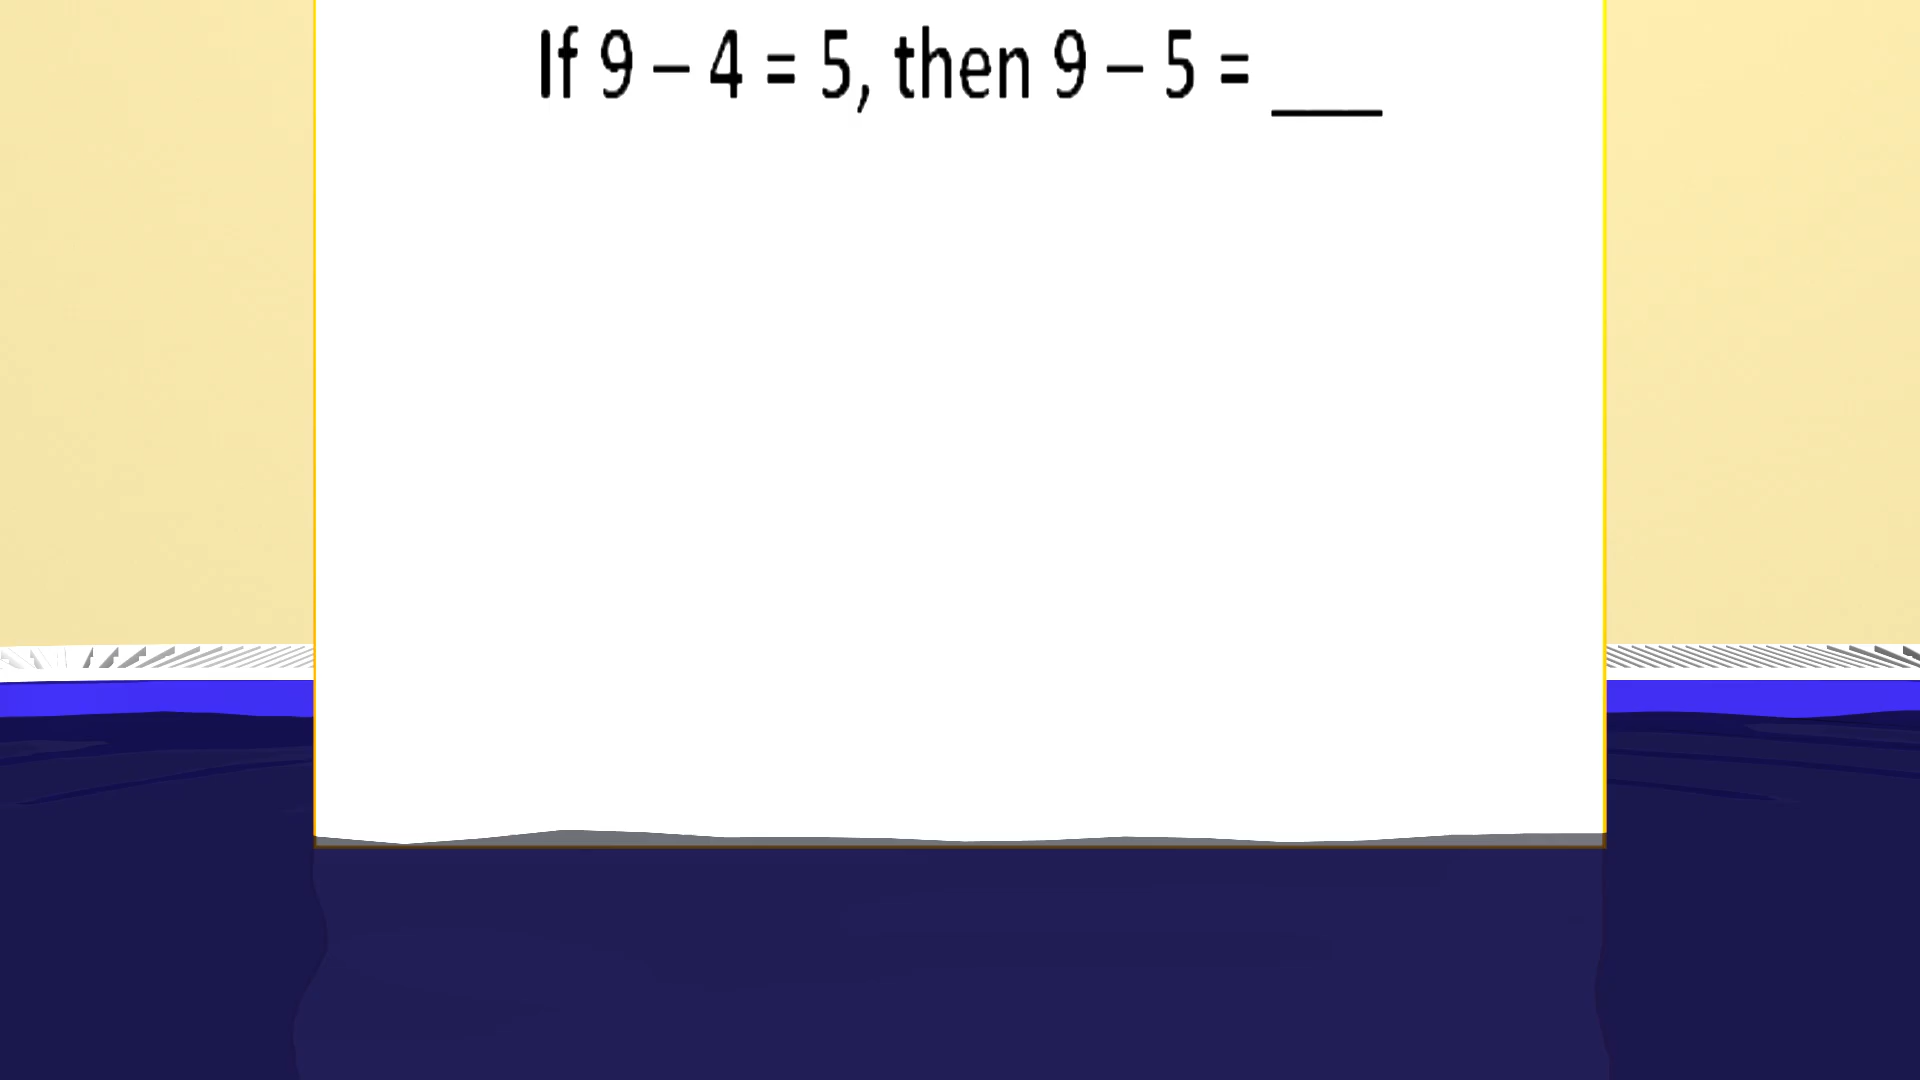 If 9 – 4 = 5, then 9 – 5 = ___